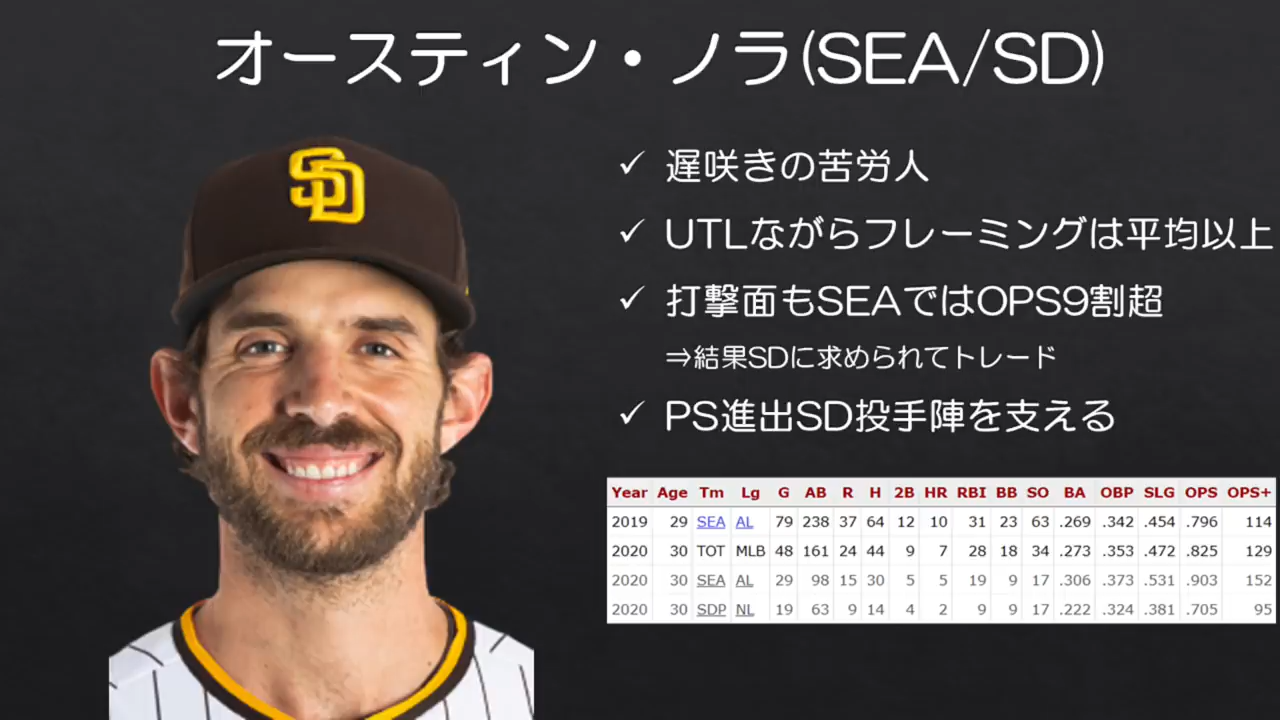 オースティン・ノラ(SEA/SD)
SD
✓ 遅咲きの苦労人
✓ UTLながらフレーミングは平均以上
✓ 打撃面もSEAではOPS9割超
⇒結果SDに求められてトレード
✓ PS進出SD投手陣を支える
Year Age Tm Lg G AB R H 2B HR RBI BB SO BA OBP SLG OPS OPS+
2019 29 SEA AL 79 238 37 64 12 10 31 23 63 .269 .342 .454 .796 114
2020 30 TOT MLB 48 161 24 44 9 7 28 18 34 .273 .353 .472 .825 129
2020 30 SEA AL 29 98 15 30 5 5 19 9 17 .306 .373 .531 .903 152
2020 30 SDP NL 19 63 9 14 4 2 9 9 17 .222 .324 .381 .705 95